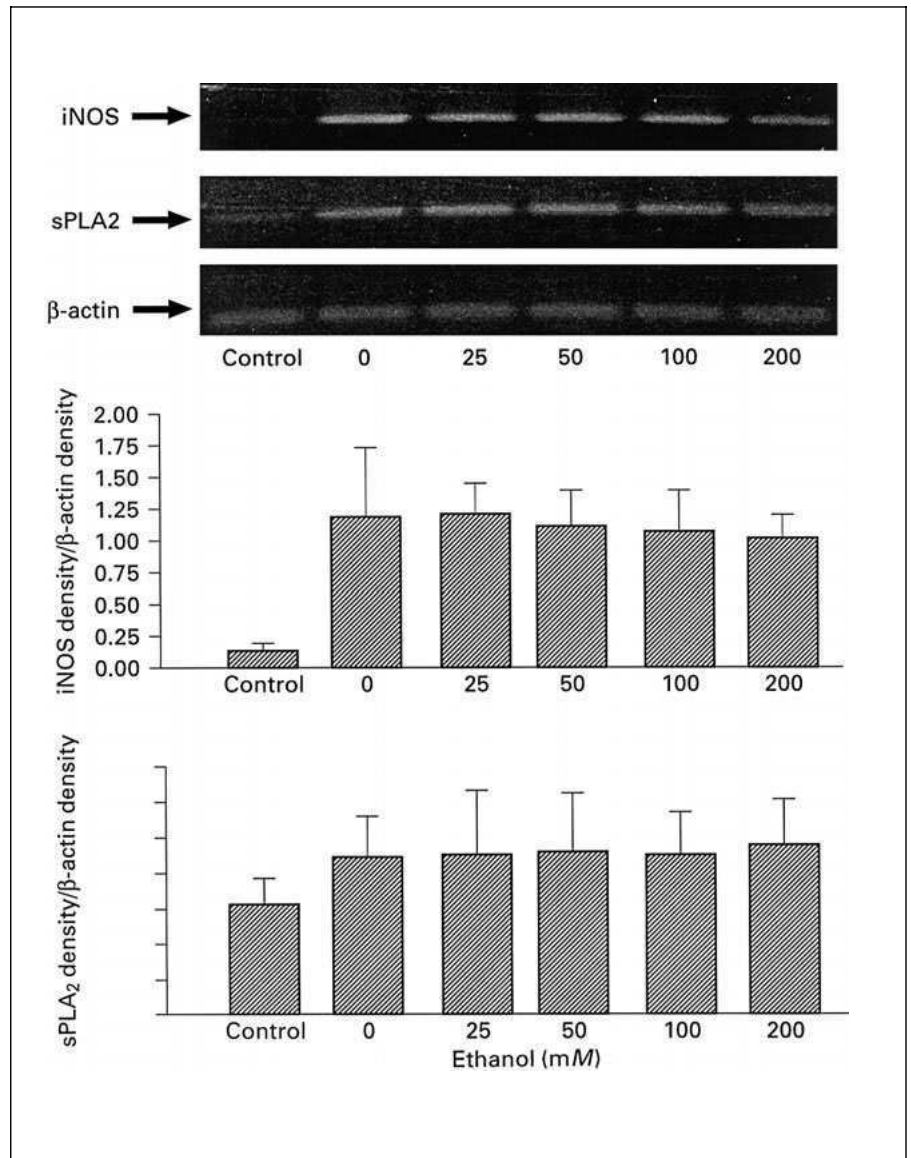 iNOS
sPLA2
β-actin
Control 0 25 50 100 200
iNOS density/β-actin density
2.00
1.75
1.50
1.25
1.00
0.75
0.50
0.25
0.00
Control 0 25 50 100 200
sPLA₂ density/β-actin density
Control 0 25 50 100 200
Ethanol (mM)